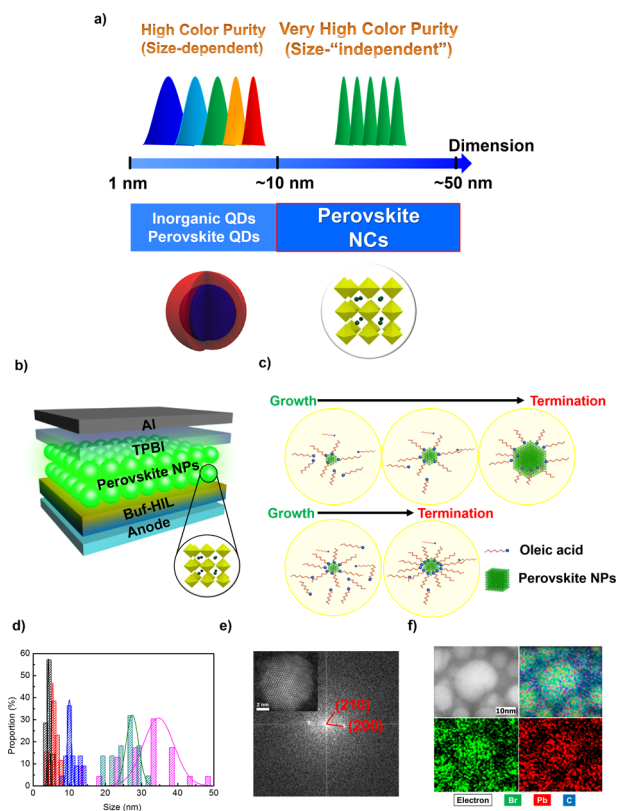 a)
High Color Purity
(Size-dependent)
Very High Color Purity
(Size-“independent”)
Dimension
1 nm
~10 nm
~50 nm
Inorganic QDs
Perovskite QDs
Perovskite
NCs
b)
Al
TPBI
Perovskite NPs
Buf-HIL
Anode
c)
Growth
Termination
Growth
Termination
Oleic acid
Perovskite NPs
d)
60
50
40
30
20
10
0
Proportion (%)
0
10
20
30
40
50
Size (nm)
e)
2 nm
(210)
(200)
f)
10nm
Electron
Br
Pb
C